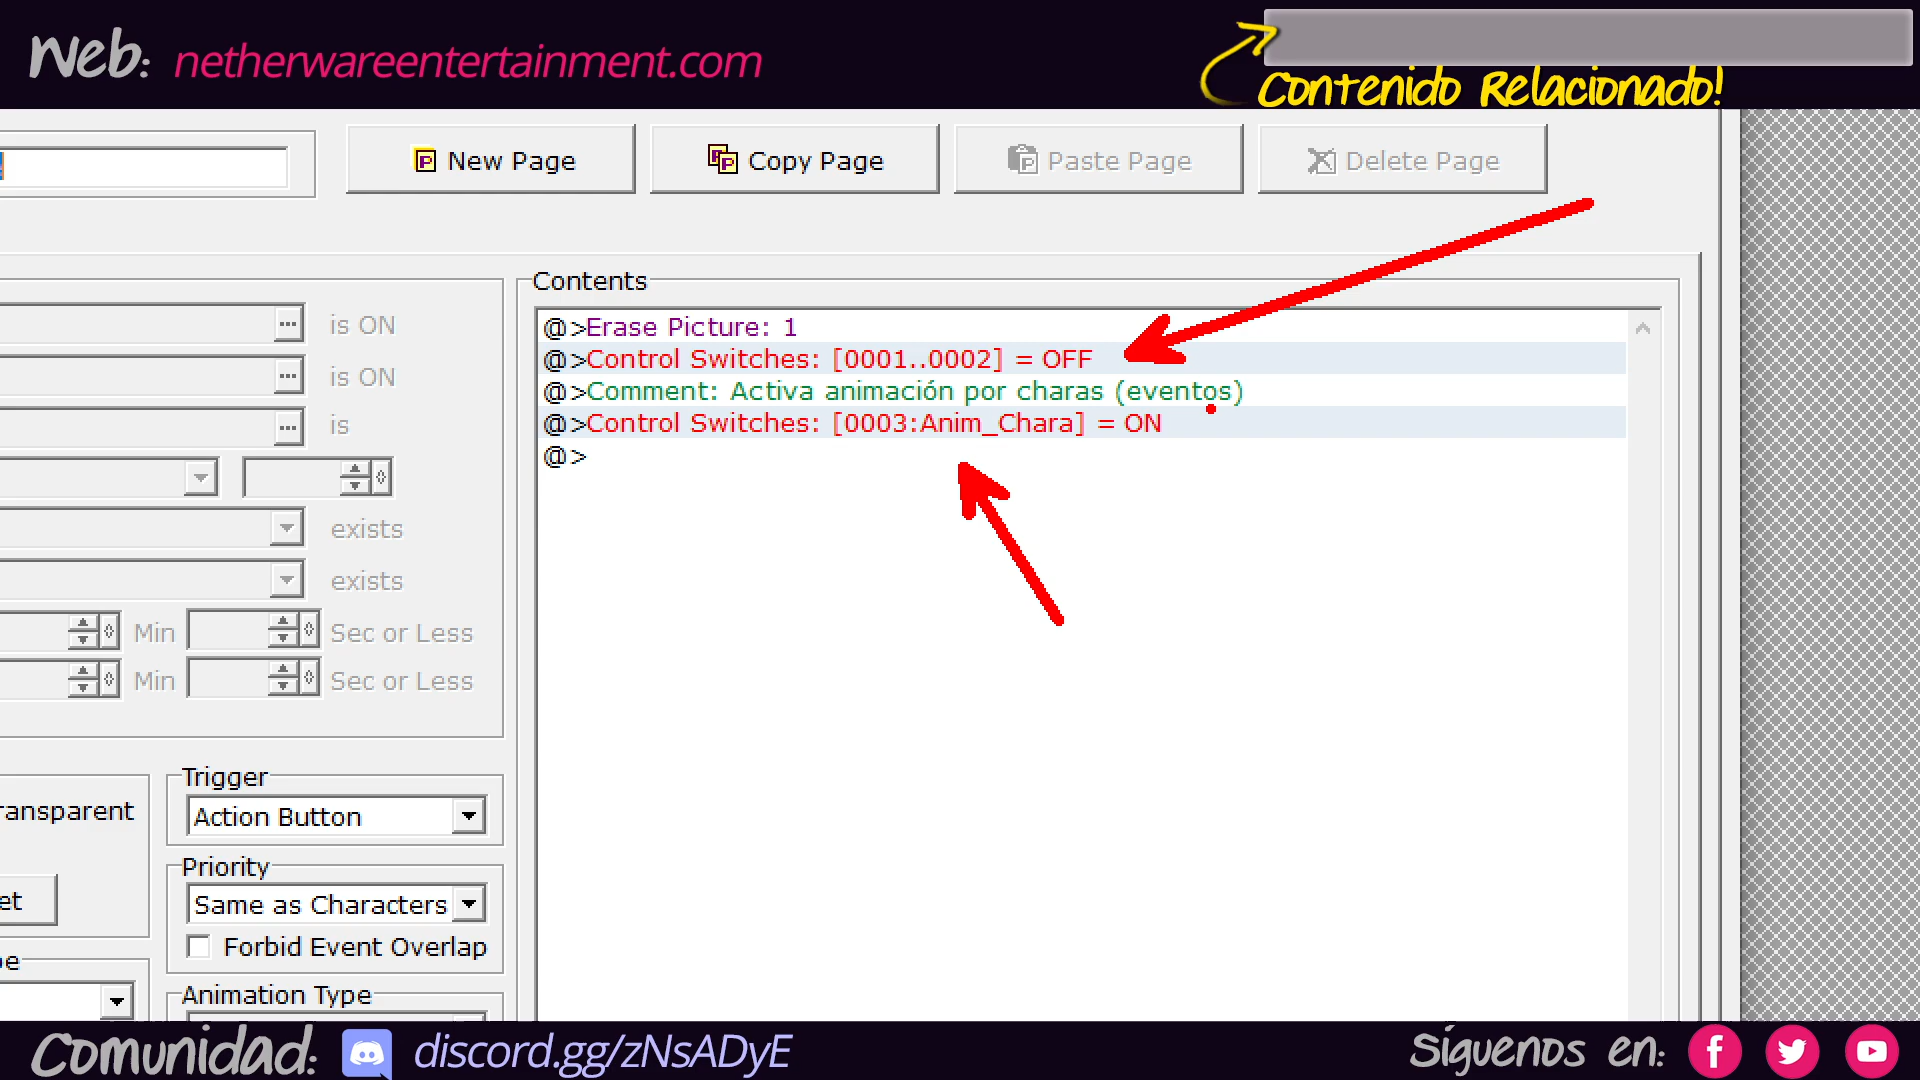 Web: netherwareentertainment.com
Contenido Relacionado!
New Page
Copy Page
Paste Page
Delete Page
Contents
is ON
is ON
is
exists
exists
Min
Sec or Less
Min
Sec or Less
@>Erase Picture: 1
@>Control Switches: [0001..0002] = OFF
@>Comment: Activa animación por charas (eventos)
@>Control Switches: [0003:Anim_Chara] = ON
@>
Trigger
Action Button
ransparent
Priority
Same as Characters
et
Forbid Event Overlap
pe
Animation Type
Comunidad: discord.gg/zNsADyE
Síguenos en: